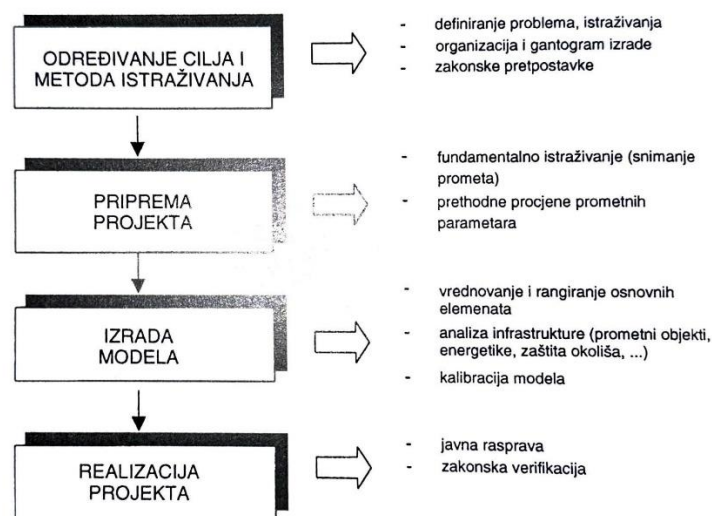 ODREĐIVANJE CILJA I
METODA ISTRAŽIVANJA
- definiranje problema, istraživanja
- organizacija i gantogram izrade
- zakonske pretpostavke
PRIPREMA
PROJEKTA
- fundamentalno istraživanje (snimanje
prometa)
- prethodne procjene prometnih
parametara
IZRADA
MODELA
- vrednovanje i rangiranje osnovnih
elemenata
- analiza infrastrukture (prometni objekti,
energetike, zaštita okoliša, ...)
- kalibracija modela
REALIZACIJA
PROJEKTA
- javna rasprava
- zakonska verifikacija